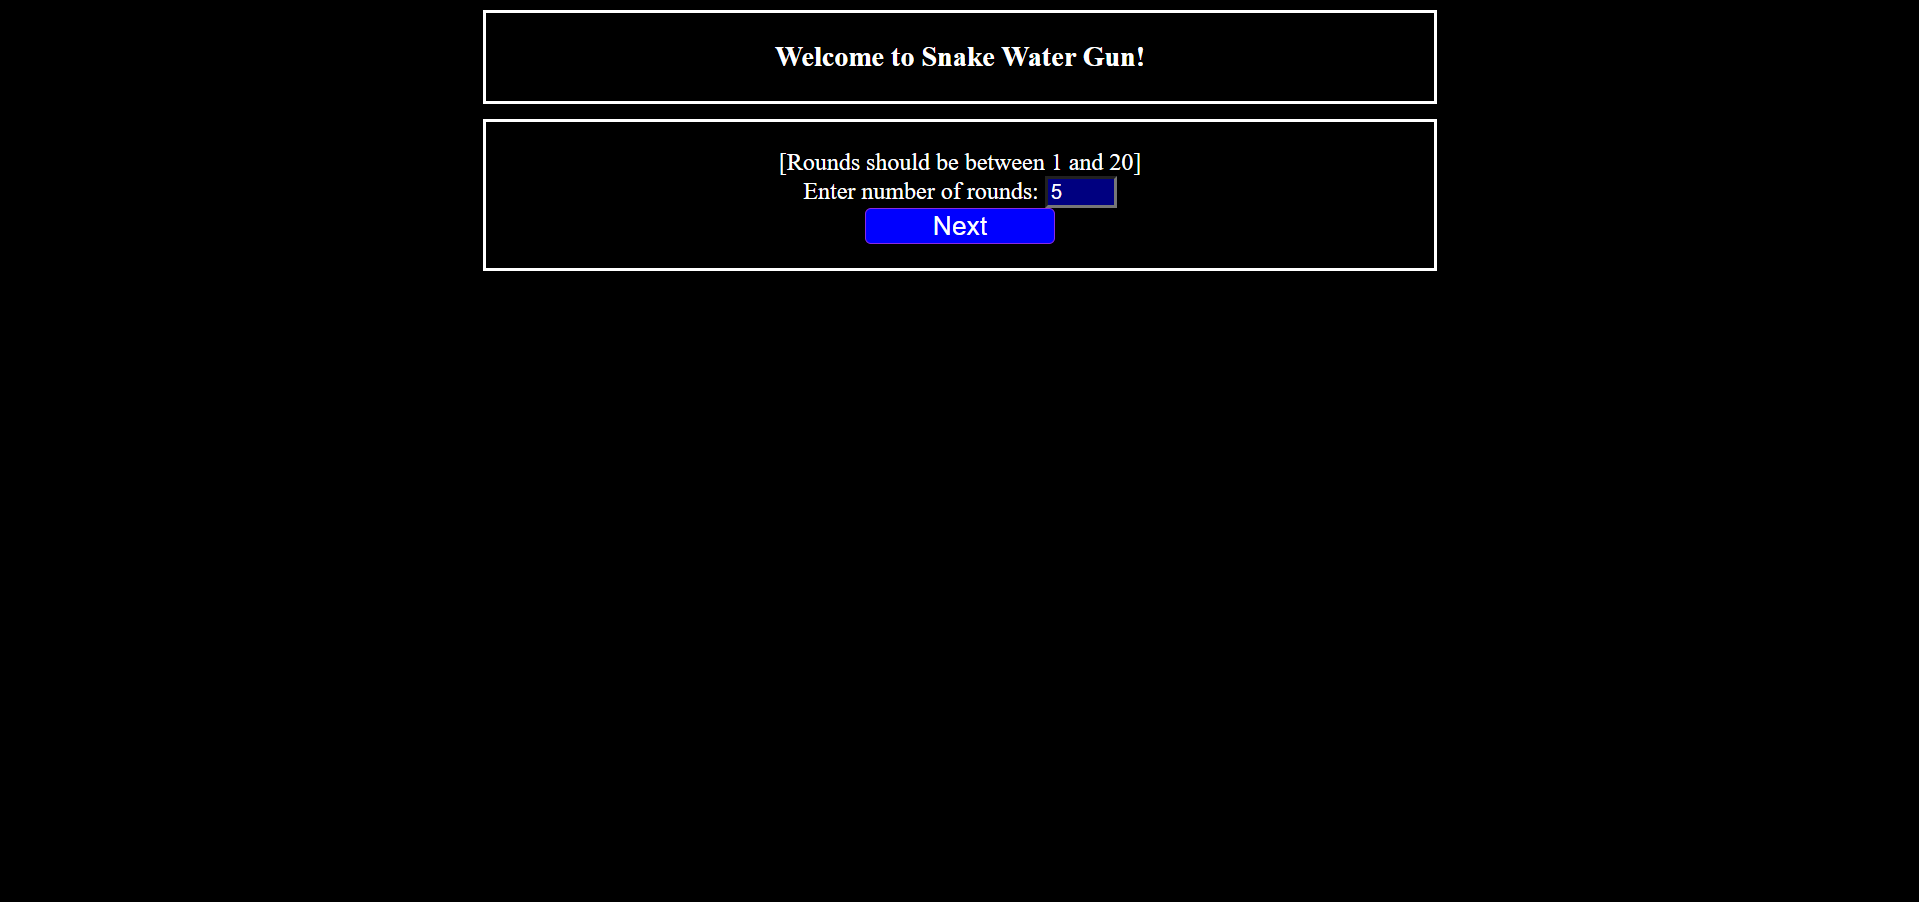 Welcome to Snake Water Gun!
[Rounds should be between 1 and 20]
Enter number of rounds: 5
Next